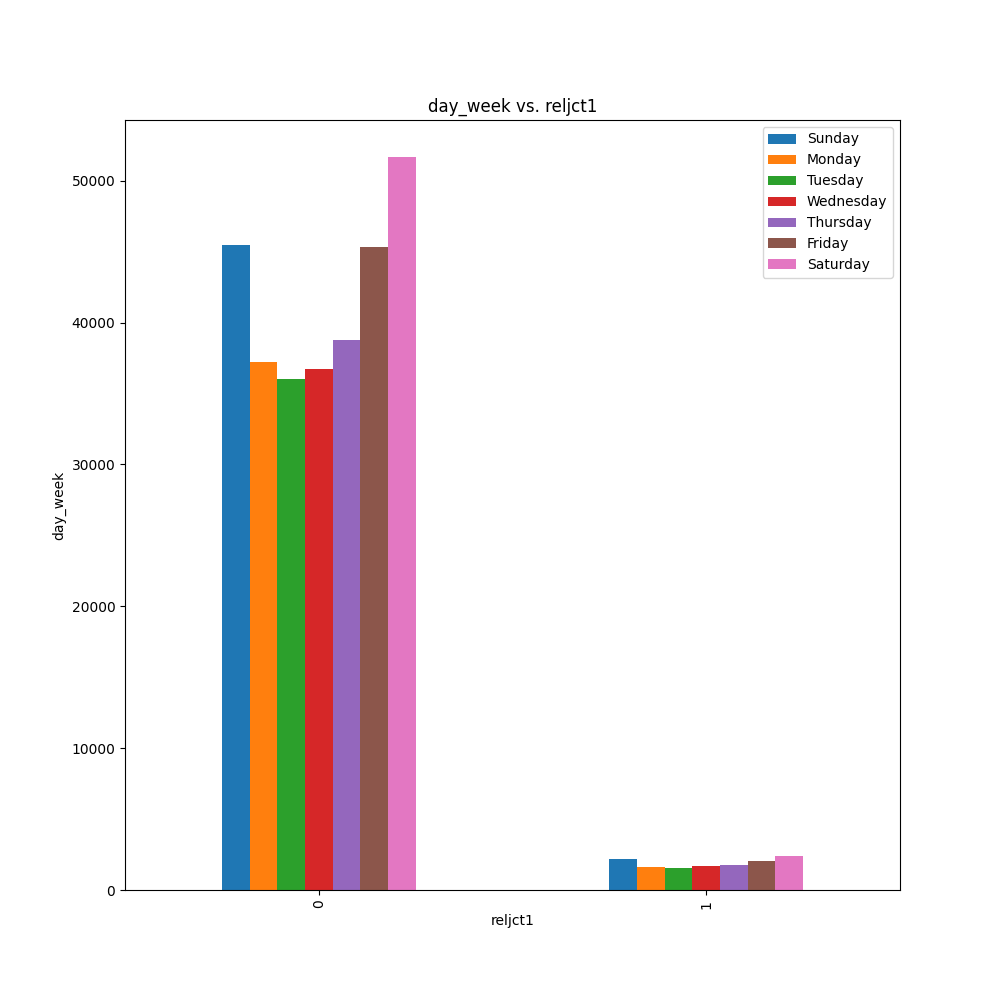 day_week vs. reljct1
Sunday
Monday
Tuesday
Wednesday
Thursday
Friday
Saturday
50000
40000
30000
20000
10000
0
day_week
0
1
reljct1